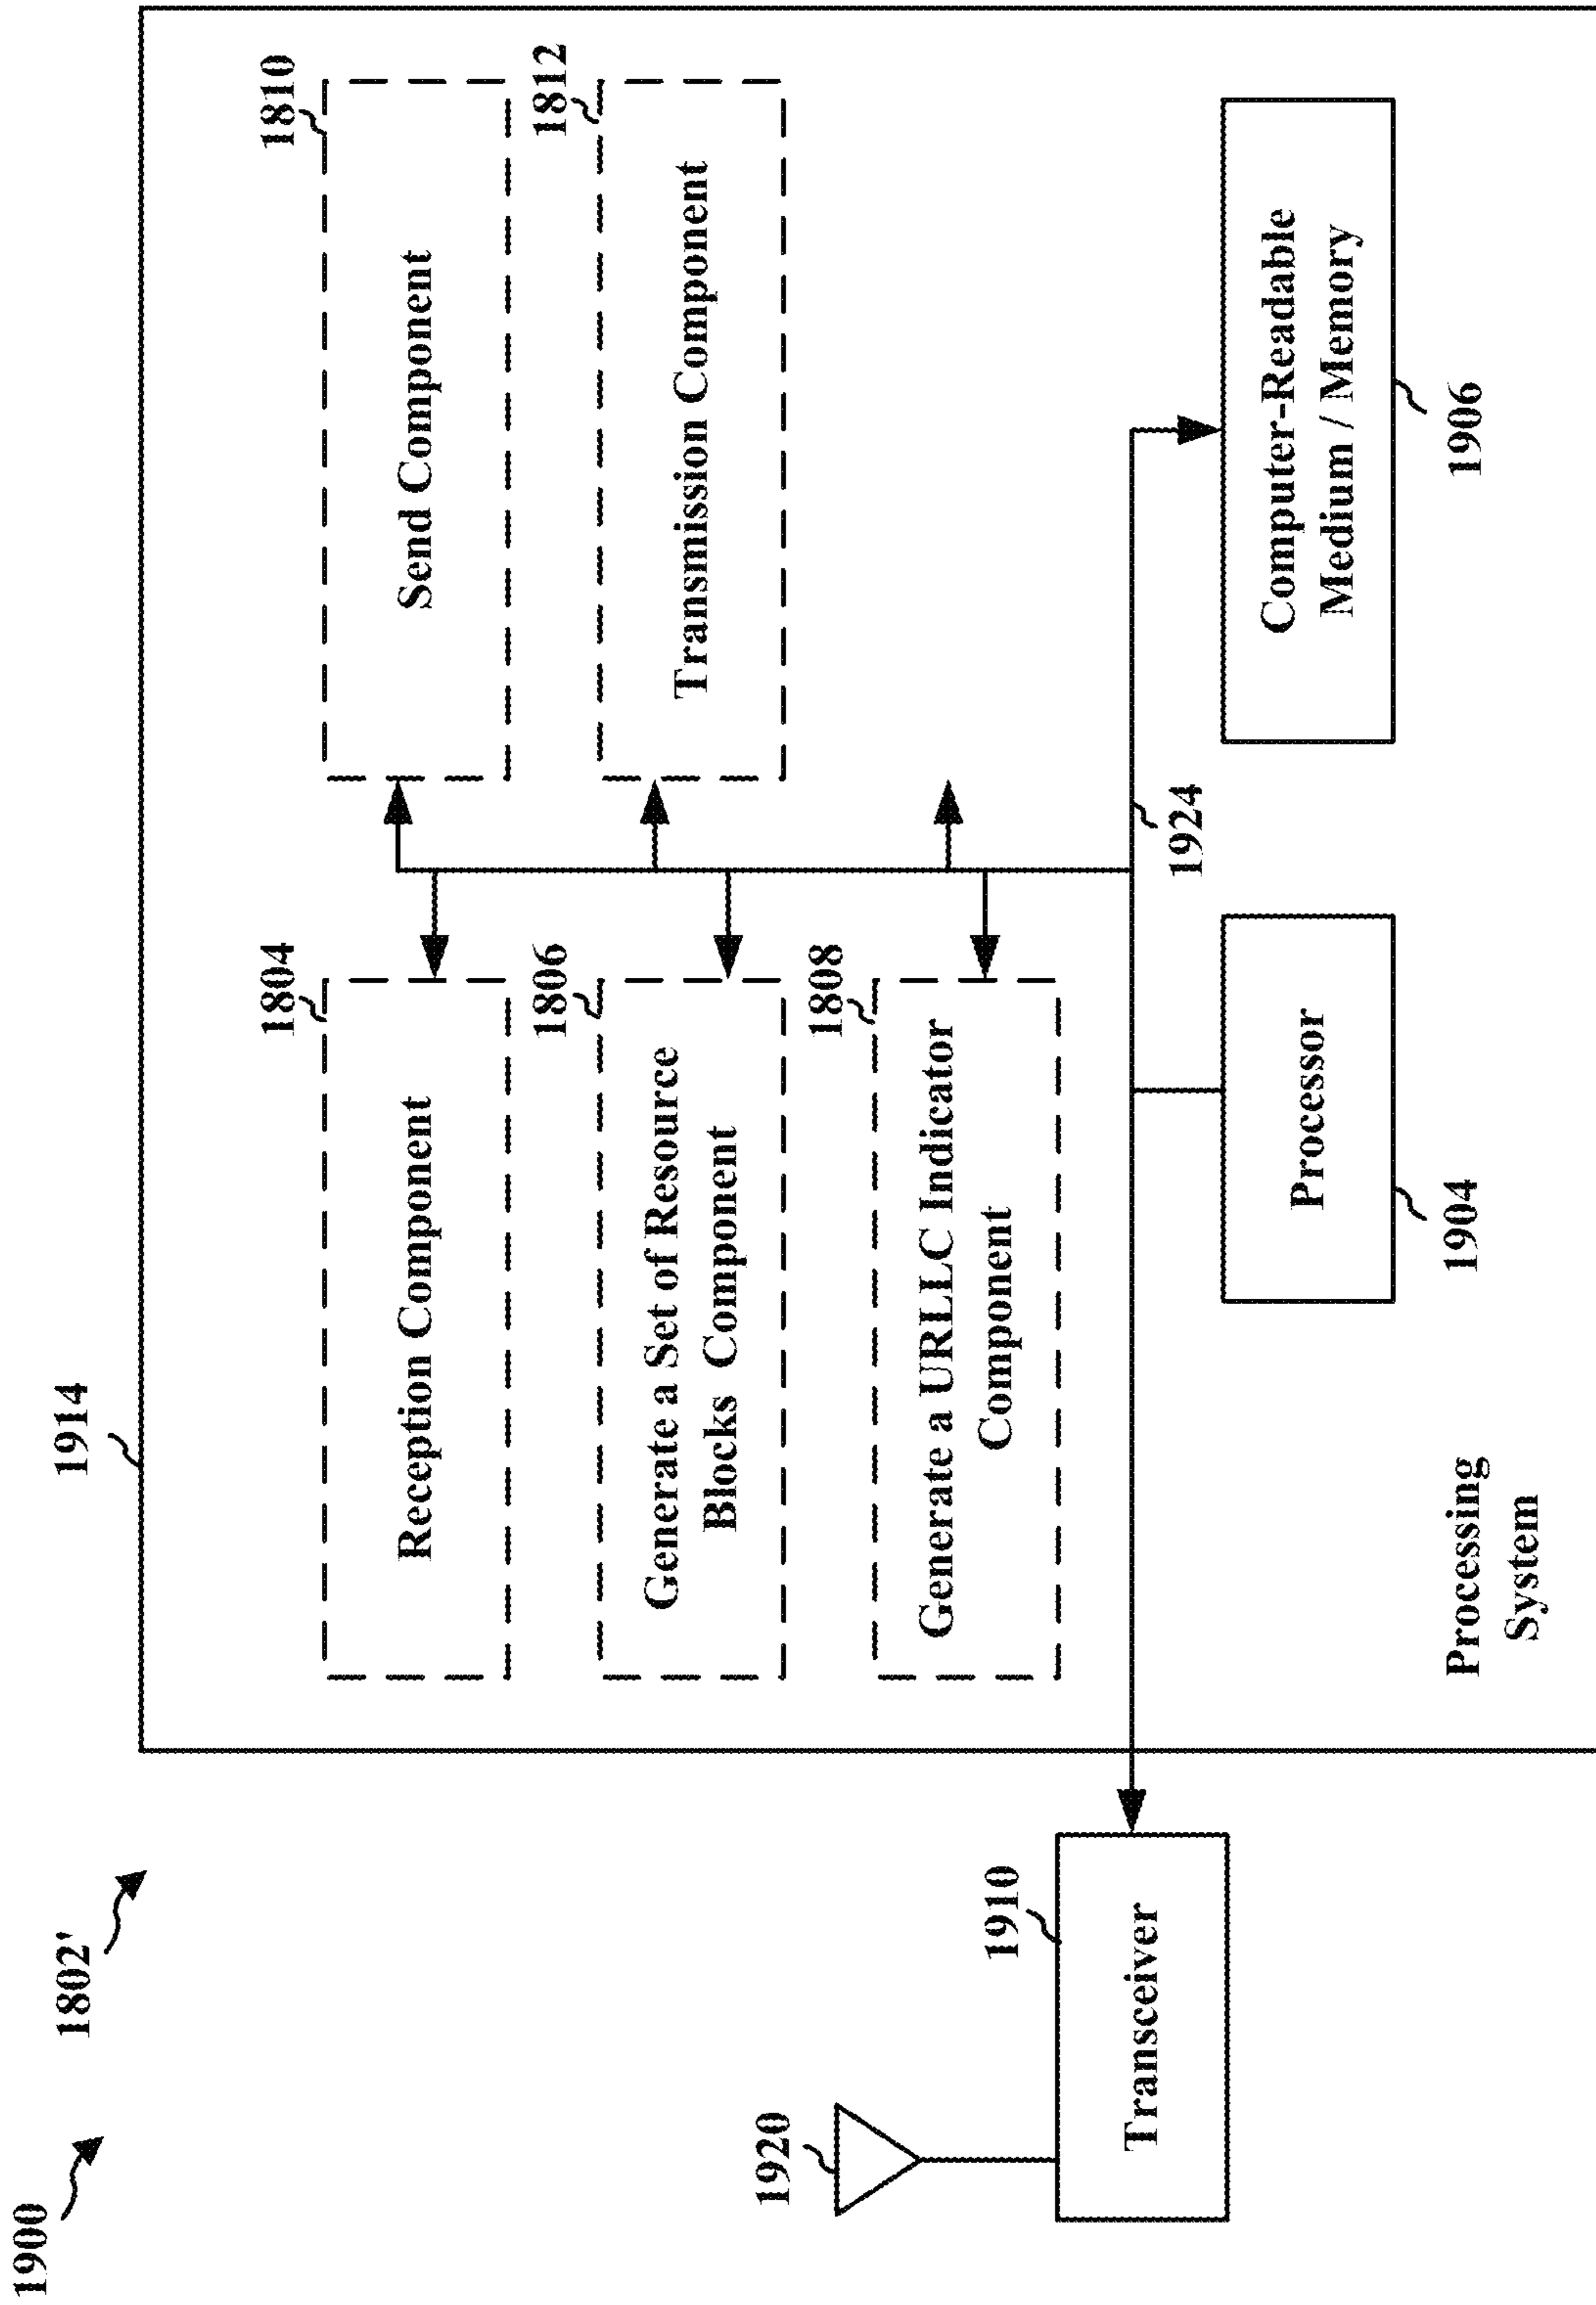 1900
1802'
1914
1804
Reception Component
1810
Send Component
1806
Generate a Set of Resource
Blocks Component
1812
Transmission Component
1808
Generate a URLLC Indicator
Component
1920
1910
Transceiver
1924
Processor
1904
Computer-Readable
Medium / Memory
1906
Processing
System